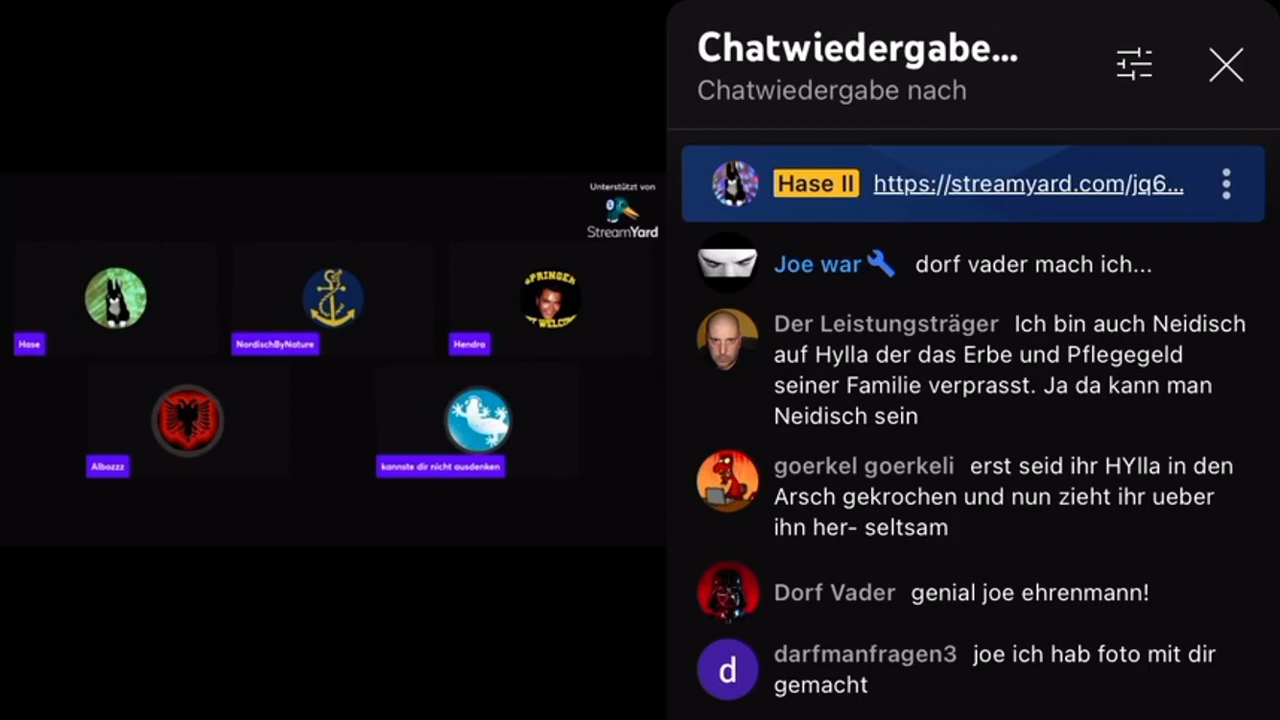 Unterstützt von
StreamYard
Hase
NordischByNature
SPRINGER
WELCO
Hendra
Albozzz
kannste dir nicht ausdenken
Chatwiedergabe...
Chatwiedergabe nach
Hase II https://streamyard.com/jq6...
Joe war dorf vader mach ich...
Der Leistungsträger Ich bin auch Neidisch
auf Hylla der das Erbe und Pflegegeld
seiner Familie verprasst. Ja da kann man
Neidisch sein
goerkel goerkeli erst seid ihr HYlla in den
Arsch gekrochen und nun zieht ihr ueber
ihn her- seltsam
Dorf Vader genial joe ehrenmann!
d
darfmanfragen3 joe ich hab foto mit dir
gemacht